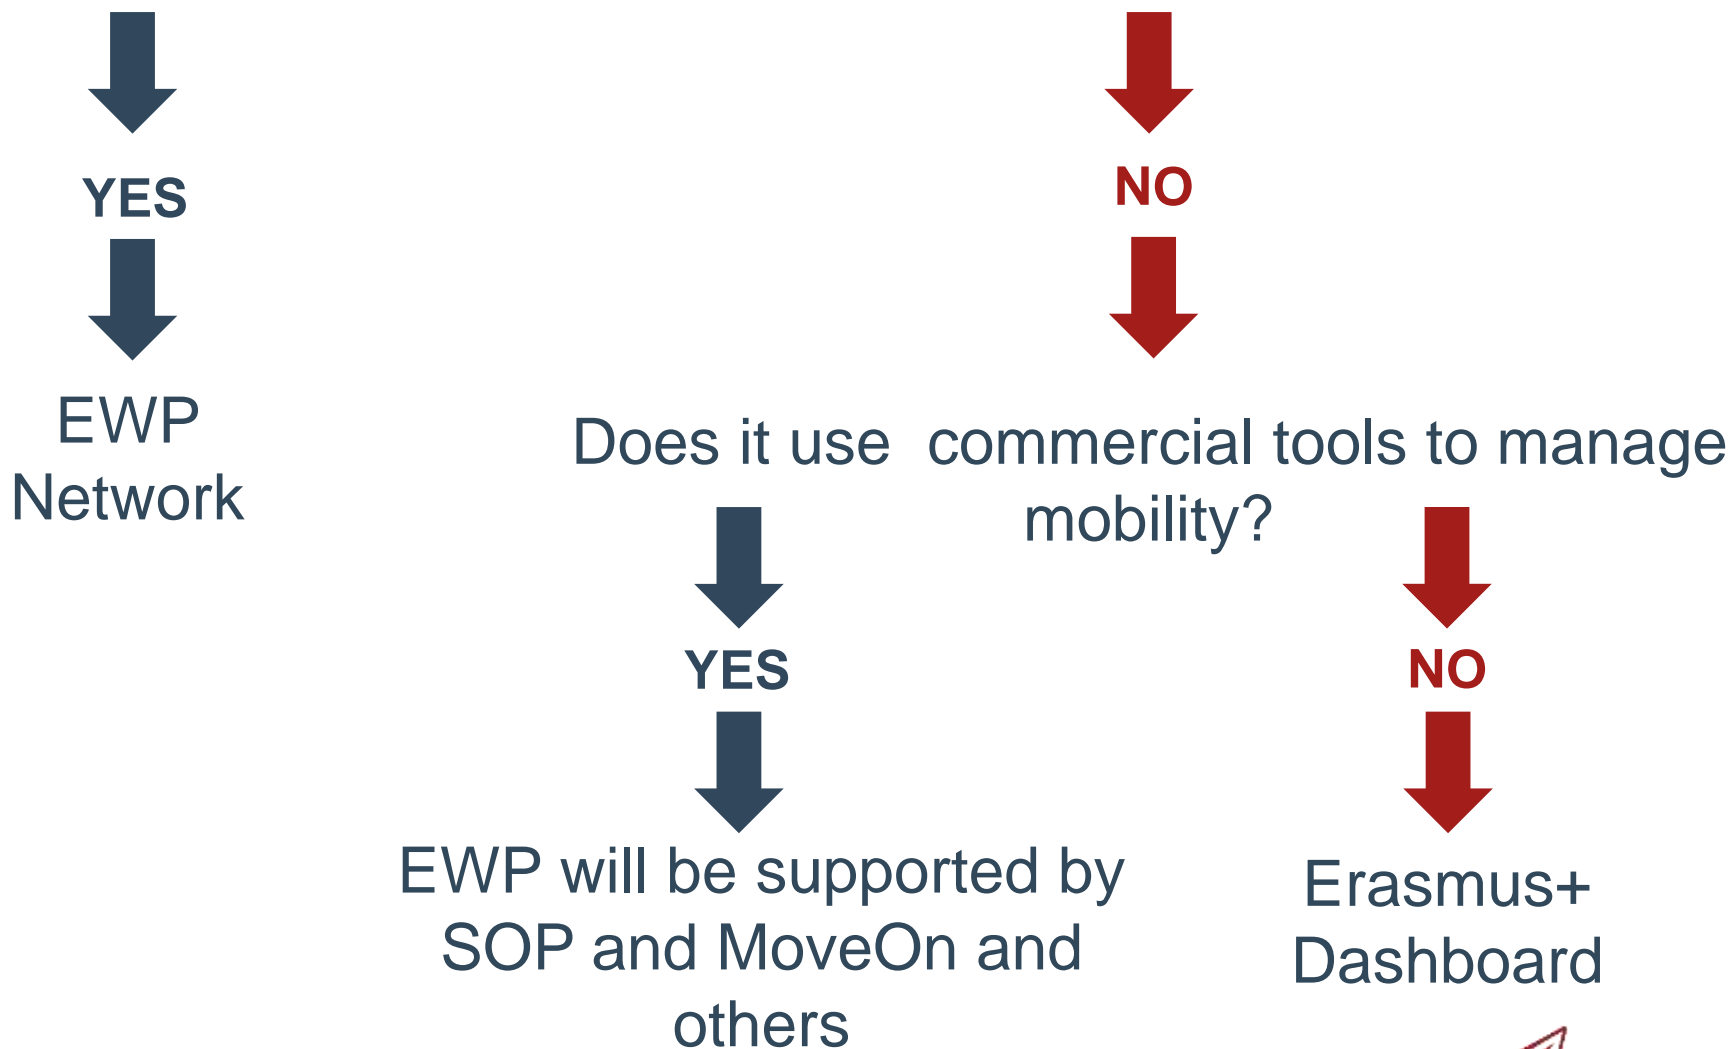 YES
NO
EWP
Network
Does it use commercial tools to manage
mobility?
YES
NO
EWP will be supported by
SOP and MoveOn and
others
Erasmus+
Dashboard